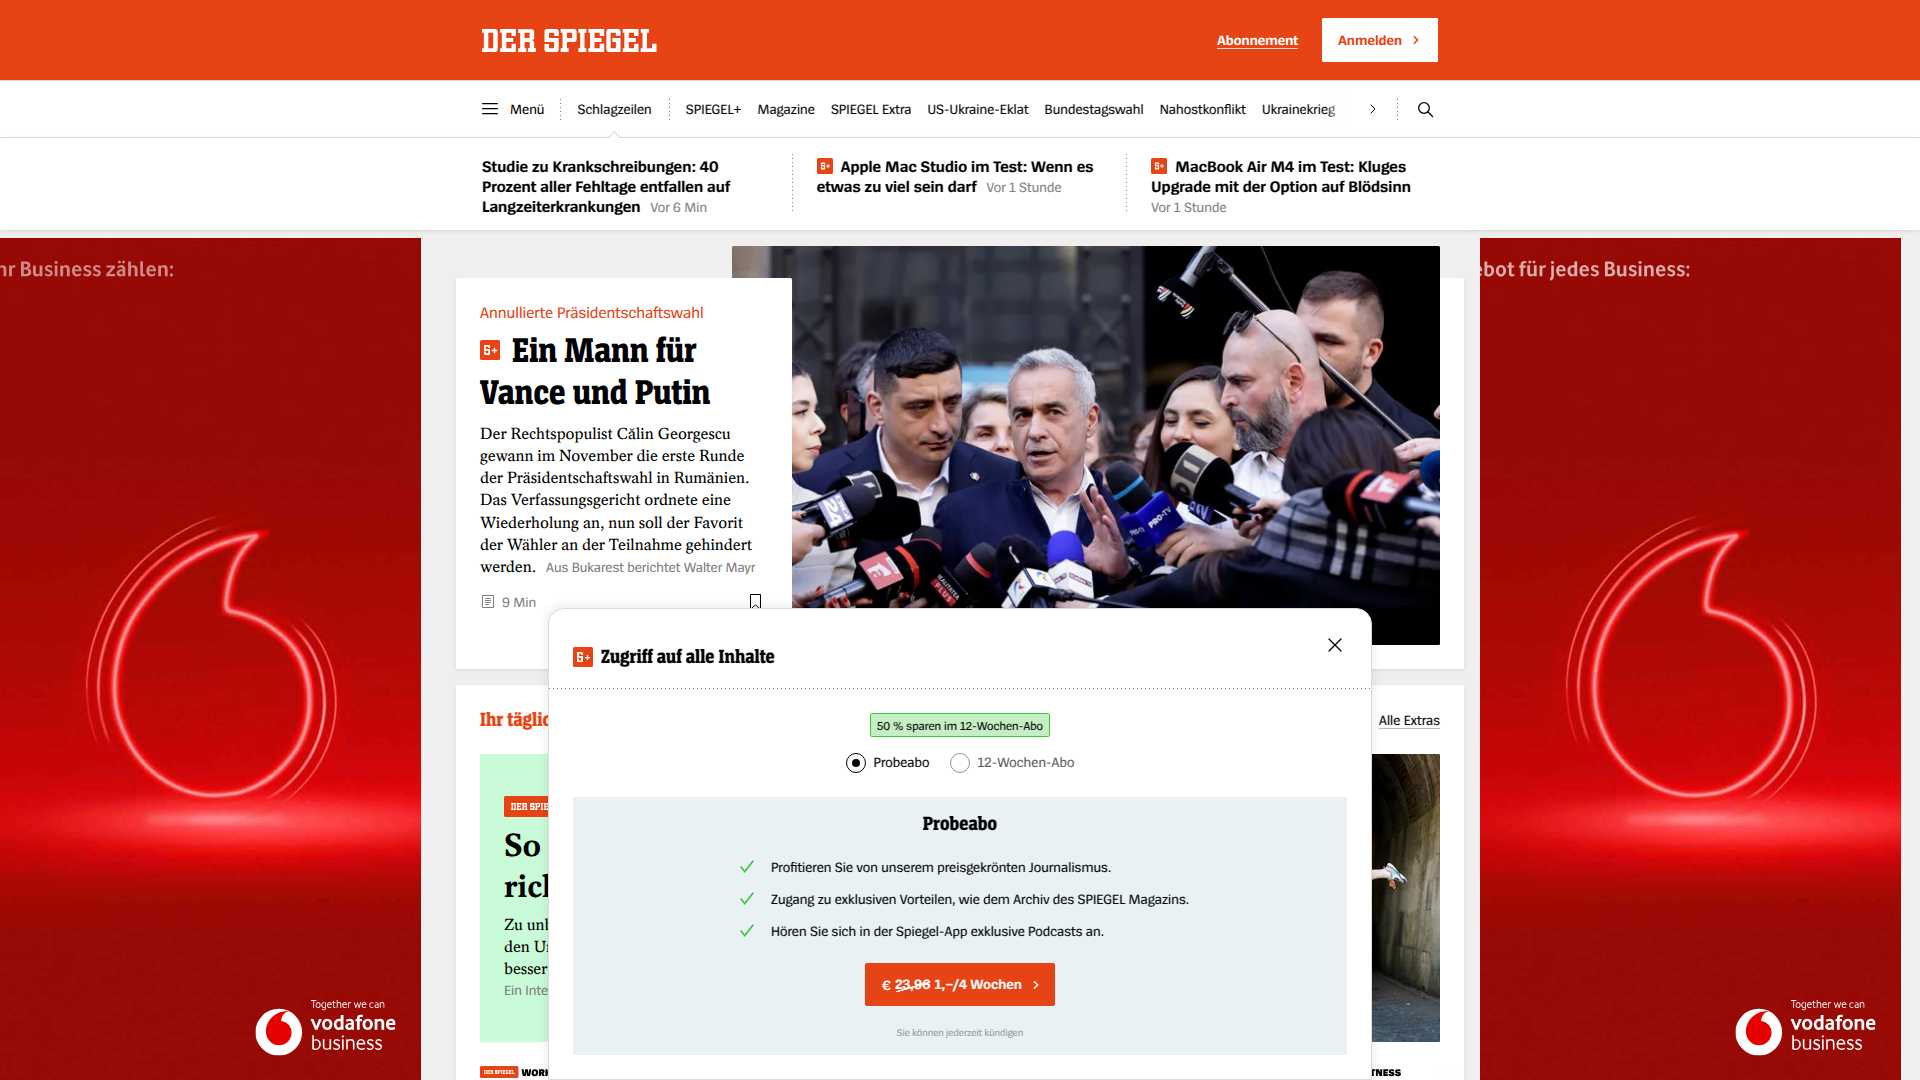 DER SPIEGEL
Abonnement
Anmelden
Menü
Schlagzeilen
SPIEGEL+
Magazine
SPIEGEL Extra
US-Ukraine-Eklat
Bundestagswahl
Nahostkonflikt
Ukrainekrieg
Studie zu Krankschreibungen: 40
Prozent aller Fehltage entfallen auf
Langzeiterkrankungen Vor 6 Min
S+ Apple Mac Studio im Test: Wenn es
etwas zu viel sein darf Vor 1 Stunde
S+ MacBook Air M4 im Test: Kluges
Upgrade mit der Option auf Blödsinn
Vor 1 Stunde
hr Business zählen:
ebot für jedes Business:
Annullierte Präsidentschaftswahl
S+ Ein Mann für
Vance und Putin
Der Rechtspopulist Călin Georgescu
gewann im November die erste Runde
der Präsidentschaftswahl in Rumänien.
Das Verfassungsgericht ordnete eine
Wiederholung an, nun soll der Favorit
der Wähler an der Teilnahme gehindert
werden. Aus Bukarest berichtet Walter Mayr
9 Min
24
PRO·TV
PLUS
S+ Zugriff auf alle Inhalte
50 % sparen im 12-Wochen-Abo
Probeabo
12-Wochen-Abo
Probeabo
Profitieren Sie von unserem preisgekrönten Journalismus.
Zugang zu exklusiven Vorteilen, wie dem Archiv des SPIEGEL Magazins.
Hören Sie sich in der Spiegel-App exklusive Podcasts an.
€ 23,96 1,–/4 Wochen
Sie können jederzeit kündigen
Ihr täglic
Alle Extras
DER SPIE
So
ricl
Zu unl
den U
besser
Ein Inte
DER SPIEGEL WORK
TNESS
Together we can
vodafone
business
Together we can
vodafone
business